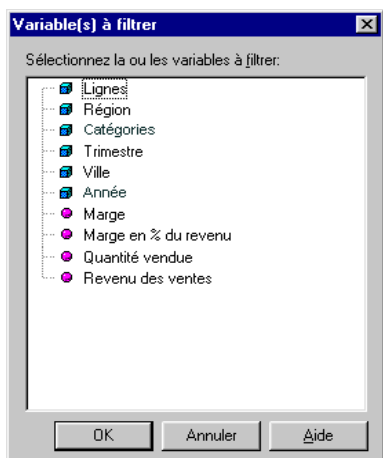 Variable(s) à filtrer
Sélectionnez la ou les variables à filtrer:
Lignes
Région
Catégories
Trimestre
Ville
Année
Marge
Marge en % du revenu
Quantité vendue
Revenu des ventes
OK Annuler Aide